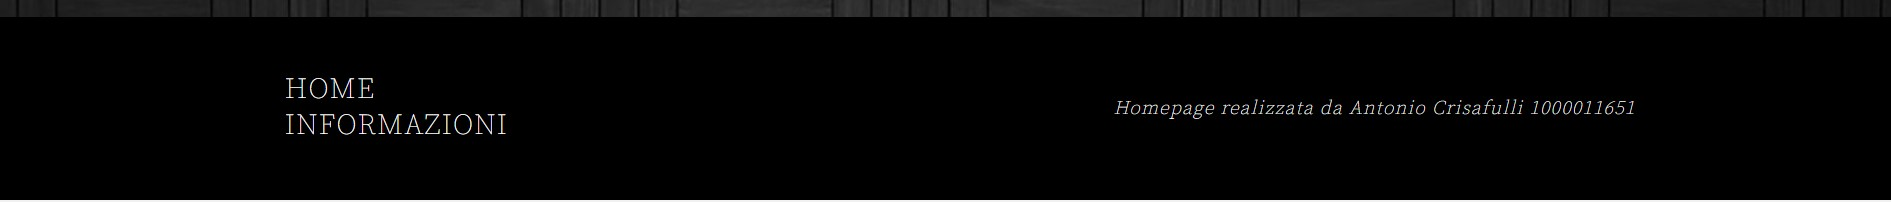 HOME
INFORMAZIONI
Homepage realizzata da Antonio Crisafulli 1000011651